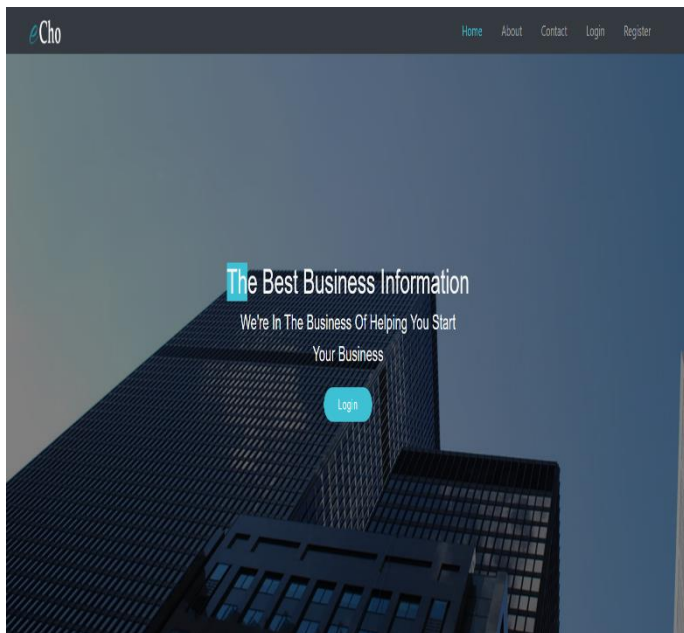 eCho
Home About Contact Login Register
The Best Business Information
We're In The Business Of Helping You Start
Your Business
Login